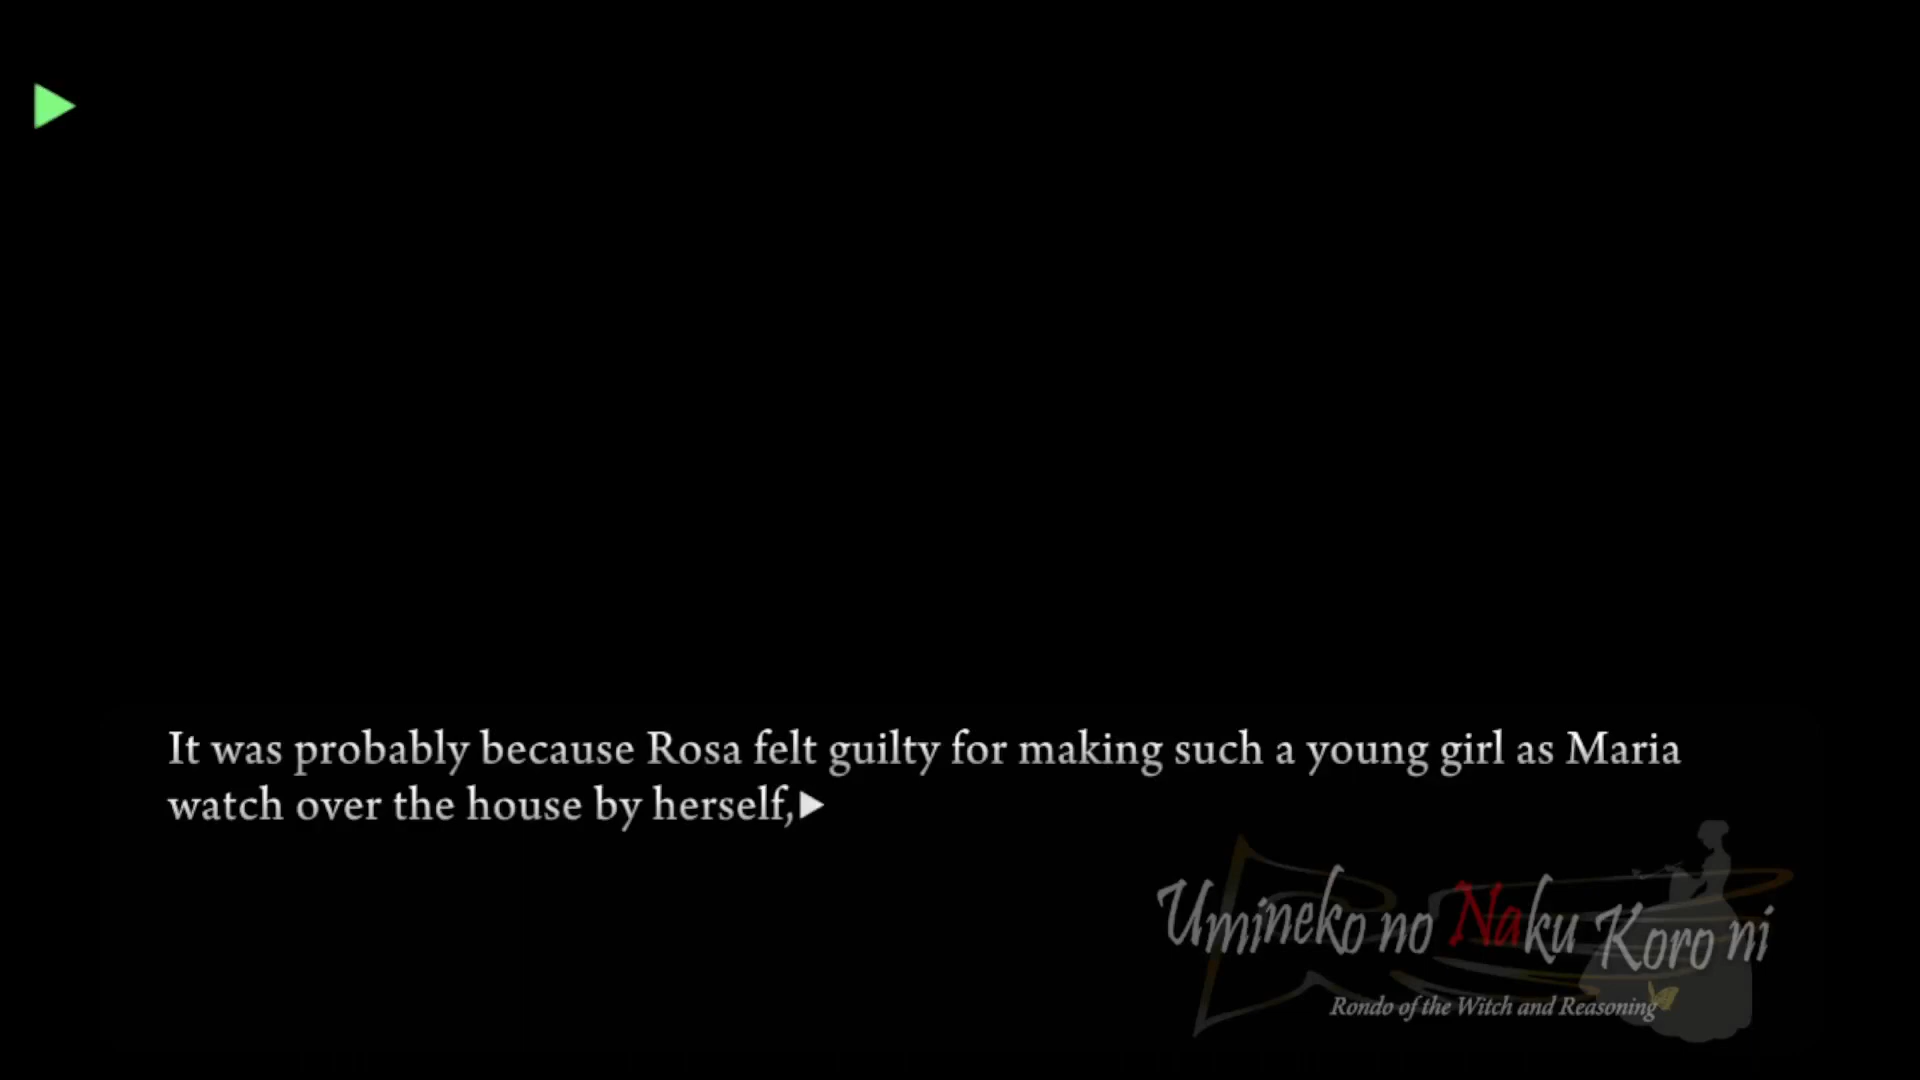 It was probably because Rosa felt guilty for making such a young girl as Maria
watch over the house by herself,
Umineko no Naku Koro ni
Rondo of the Witch and Reasoning